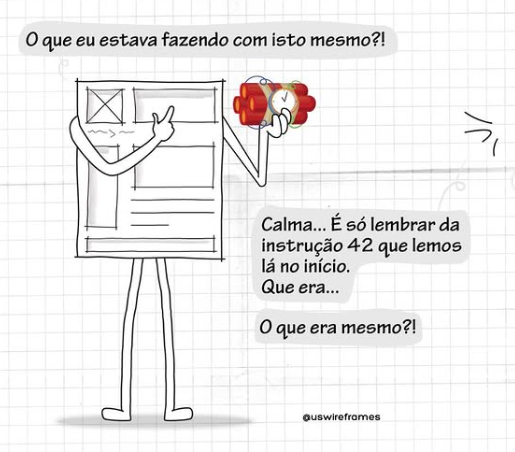 O que eu estava fazendo com isto mesmo?!
Calma... É só lembrar da
instrução 42 que lemos
lá no início.
Que era...
O que era mesmo?!
@uswireframes